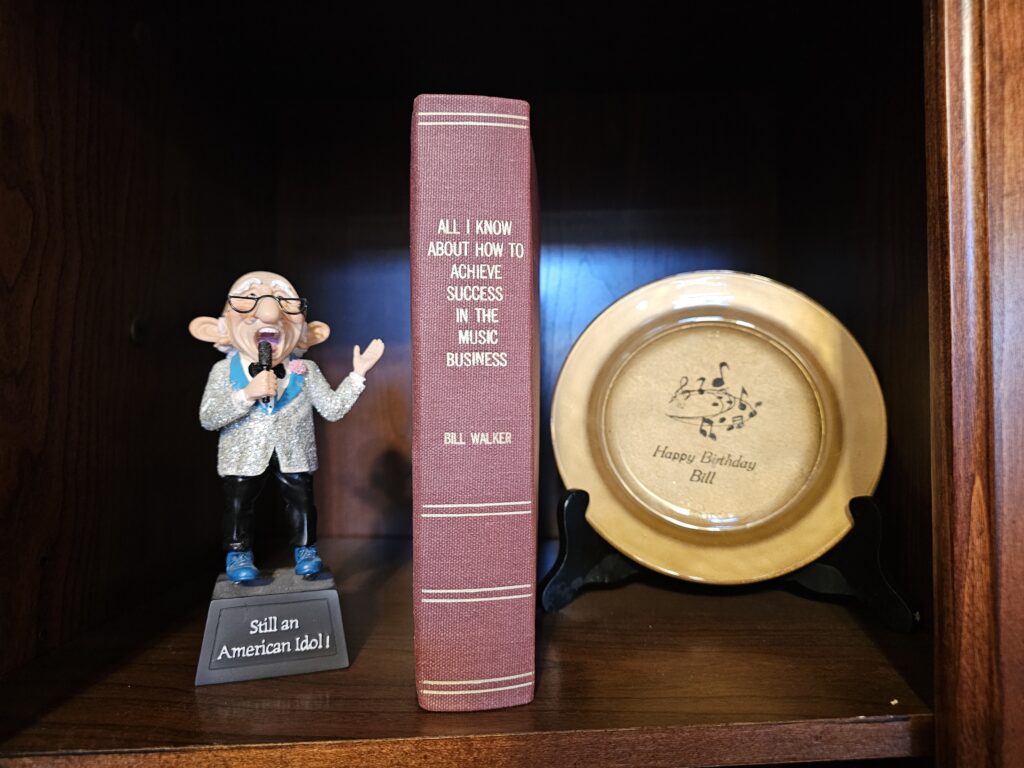 Still an
American Idol!
ALL I KNOW
ABOUT HOW TO
ACHIEVE
SUCCESS
IN THE
MUSIC
BUSINESS
BILL WALKER
Happy Birthday
Bill